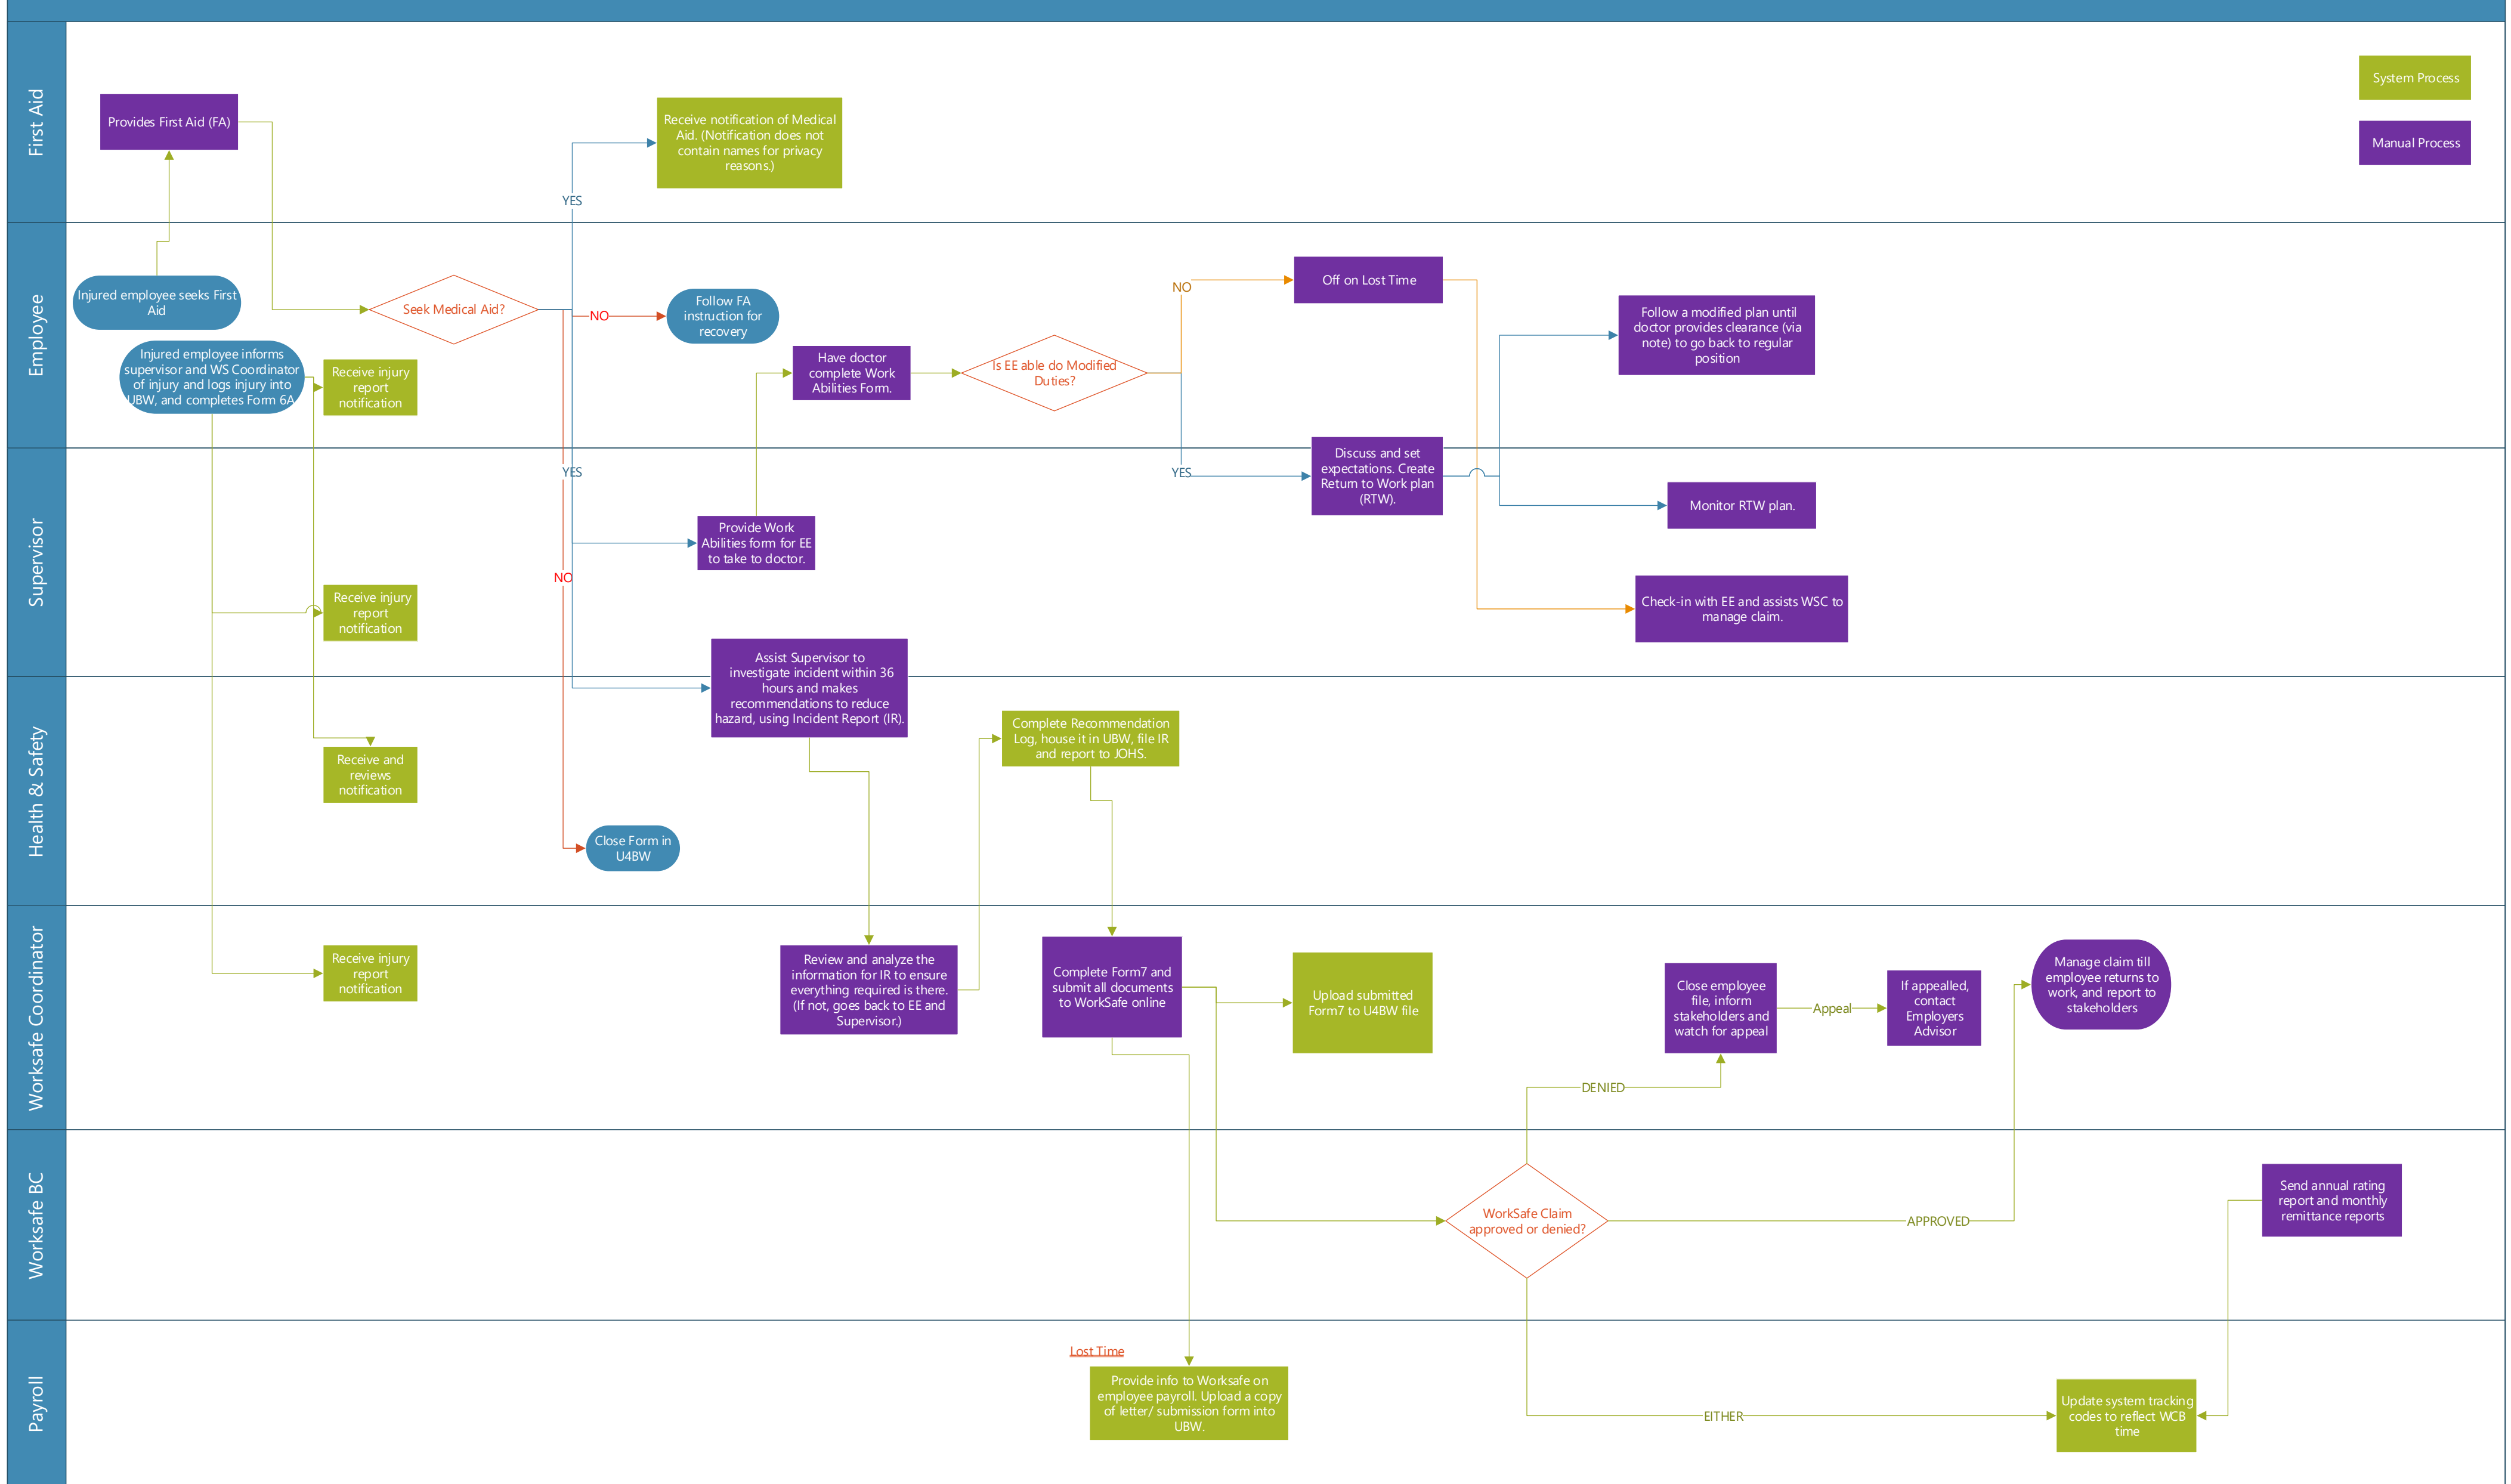 First Aid
Provides First Aid (FA)
Receive notification of Medical
Aid. (Notification does not
contain names for privacy
reasons.)
YES
System Process
Manual Process
Employee
Injured employee seeks First
Aid
Injured employee informs
supervisor and WS Coordinator
of injury and logs injury into
UBW, and completes Form 6A
Receive injury
report
notification
Seek Medical Aid?
NO
Follow FA
instruction for
recovery
Have doctor
complete Work
Abilities Form.
Is EE able do Modified
Duties?
NO
Off on Lost Time
Follow a modified plan until
doctor provides clearance (via
note) to go back to regular
position
Supervisor
Receive injury
report
notification
YES
NO
Provide Work
Abilities form for EE
to take to doctor.
YES
Discuss and set
expectations. Create
Return to Work plan
(RTW).
Monitor RTW plan.
Check-in with EE and assists WSC to
manage claim.
Health & Safety
Receive and
reviews
notification
Close Form in
U4BW
Assist Supervisor to
investigate incident within 36
hours and makes
recommendations to reduce
hazard, using Incident Report (IR).
Complete Recommendation
Log, house it in UBW, file IR
and report to JOHS.
Worksafe Coordinator
Receive injury
report
notification
Review and analyze the
information for IR to ensure
everything required is there.
(If not, goes back to EE and
Supervisor.)
Complete Form7 and
submit all documents
to WorkSafe online
Upload submitted
Form7 to U4BW file
Close employee
file, inform
stakeholders and
watch for appeal
Appeal
If appealled,
contact
Employers
Advisor
Manage claim till
employee returns to
work, and report to
stakeholders
DENIED
Worksafe BC
WorkSafe Claim
approved or denied?
APPROVED
Send annual rating
report and monthly
remittance reports
Payroll
Lost Time
Provide info to Worksafe on
employee payroll. Upload a copy
of letter/ submission form into
UBW.
EITHER
Update system tracking
codes to reflect WCB
time